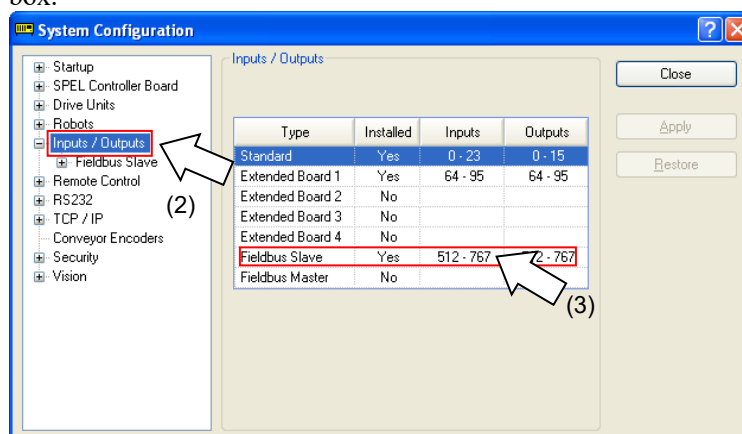 box.
System Configuration
Startup
SPEL Controller Board
Drive Units
Robots
Inputs / Outputs
Fieldbus Slave
Remote Control
RS232
TCP / IP
Conveyor Encoders
Security
Vision
(2)
Inputs / Outputs
Type Installed Inputs Outputs
Standard Yes 0 - 23 0 - 15
Extended Board 1 Yes 64 - 95 64 - 95
Extended Board 2 No
Extended Board 3 No
Extended Board 4 No
Fieldbus Slave Yes 512 - 767 2 - 767
Fieldbus Master No
(3)
Close
Apply
Restore